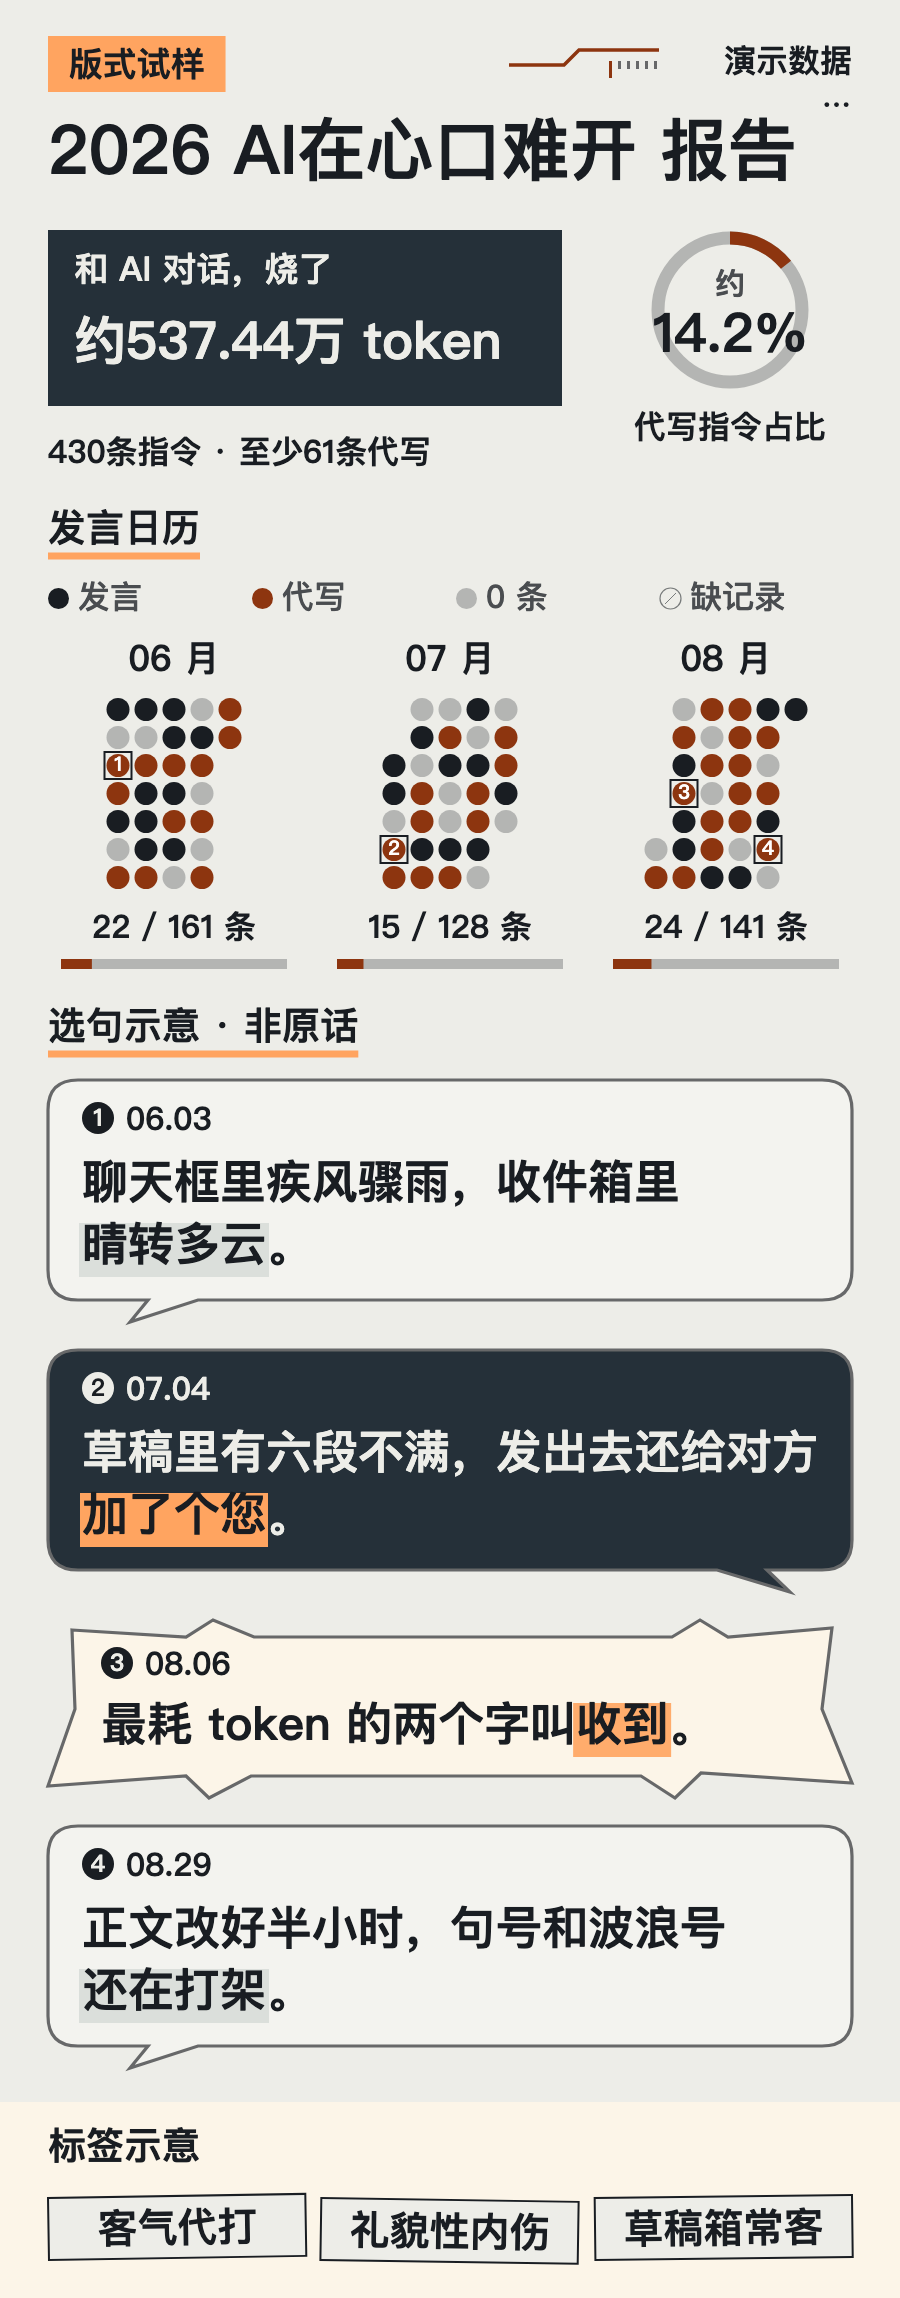 版式试样
演示数据
…
2026 AI在心口难开 报告
和 AI 对话，烧了
约537.44万 token
约
14.2%
代写指令占比
430条指令 · 至少61条代写
发言日历
发言
代写
0 条
缺记录
06 月
07 月
08 月
1
2
3
4
22 / 161 条
15 / 128 条
24 / 141 条
选句示意 · 非原话
1 06.03
聊天框里疾风骤雨，收件箱里
晴转多云。
2 07.04
草稿里有六段不满，发出去还给对方
加了个您。
3 08.06
最耗 token 的两个字叫收到。
4 08.29
正文改好半小时，句号和波浪号
还在打架。
标签示意
客气代打
礼貌性内伤
草稿箱常客